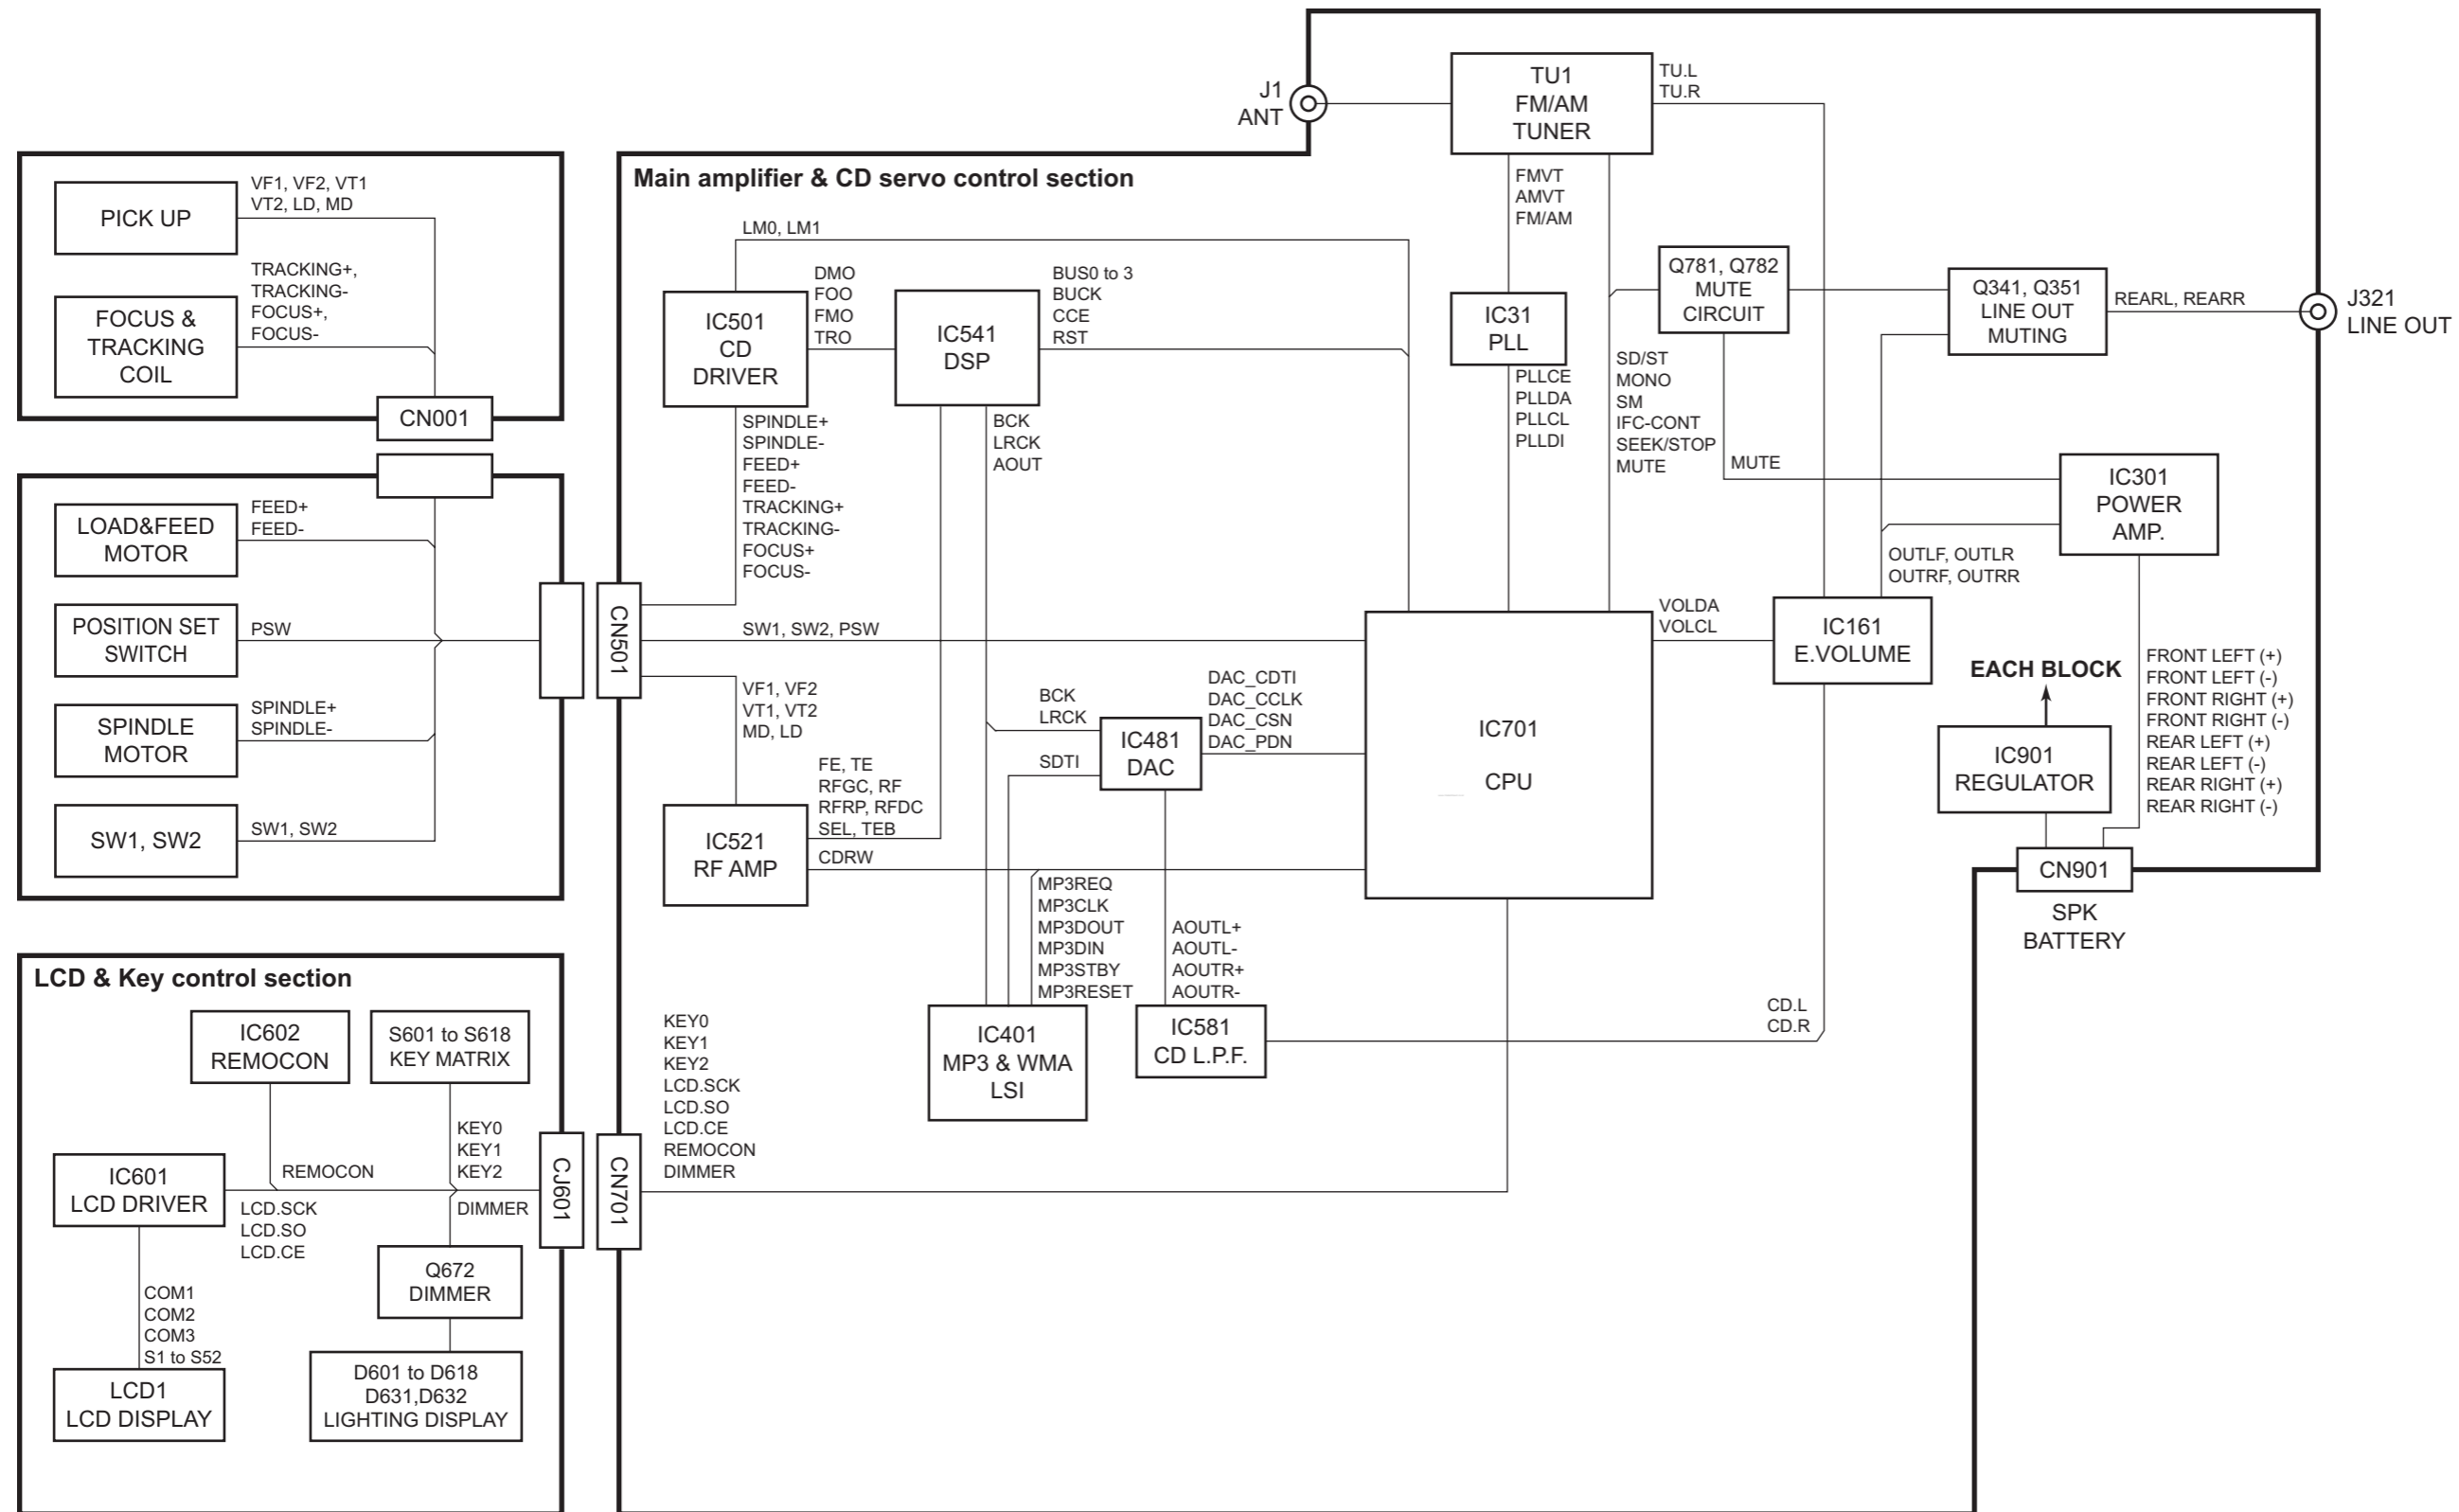 J1
ANT
TU1
FM/AM
TUNER
TU.L
TU.R
PICK UP
VF1, VF2, VT1
VT2, LD, MD
FOCUS &
TRACKING
COIL
TRACKING+,
TRACKING-
FOCUS+,
FOCUS-
CN001
LOAD&FEED
MOTOR
FEED+
FEED-
POSITION SET
SWITCH
PSW
SPINDLE
MOTOR
SPINDLE+
SPINDLE-
SW1, SW2
SW1, SW2
Main amplifier & CD servo control section
LM0, LM1
IC501
CD
DRIVER
DMO
FOO
FMO
TRO
IC541
DSP
BUS0 to 3
BUCK
CCE
RST
SPINDLE+
SPINDLE-
FEED+
FEED-
TRACKING+
TRACKING-
FOCUS+
FOCUS-
BCK
LRCK
AOUT
FMVT
AMVT
FM/AM
IC31
PLL
PLLCE
PLLDA
PLLCL
PLLDI
SD/ST
MONO
SM
IFC-CONT
SEEK/STOP
MUTE
Q781, Q782
MUTE
CIRCUIT
MUTE
Q341, Q351
LINE OUT
MUTING
REARL, REARR
J321
LINE OUT
IC301
POWER
AMP.
OUTLF, OUTLR
OUTRF, OUTRR
CN501
SW1, SW2, PSW
VF1, VF2
VT1, VT2
MD, LD
IC521
RF AMP
FE, TE
RFGC, RF
RFRP, RFDC
SEL, TEB
CDRW
BCK
LRCK
SDTI
IC481
DAC
DAC_CDTI
DAC_CCLK
DAC_CSN
DAC_PDN
IC701
CPU
VOLDA
VOLCL
IC161
E.VOLUME
EACH BLOCK
IC901
REGULATOR
FRONT LEFT (+)
FRONT LEFT (-)
FRONT RIGHT (+)
FRONT RIGHT (-)
REAR LEFT (+)
REAR LEFT (-)
REAR RIGHT (+)
REAR RIGHT (-)
CN901
SPK
BATTERY
MP3REQ
MP3CLK
MP3DOUT
MP3DIN
MP3STBY
MP3RESET
AOUTL+
AOUTL-
AOUTR+
AOUTR-
IC401
MP3 & WMA
LSI
IC581
CD L.P.F.
CD.L
CD.R
LCD & Key control section
IC602
REMOCON
S601 to S618
KEY MATRIX
IC601
LCD DRIVER
REMOCON
KEY0
KEY1
KEY2
LCD.SCK
LCD.SO
LCD.CE
DIMMER
CJ601
CN701
KEY0
KEY1
KEY2
LCD.SCK
LCD.SO
LCD.CE
REMOCON
DIMMER
Q672
DIMMER
COM1
COM2
COM3
S1 to S52
LCD1
LCD DISPLAY
D601 to D618
D631,D632
LIGHTING DISPLAY